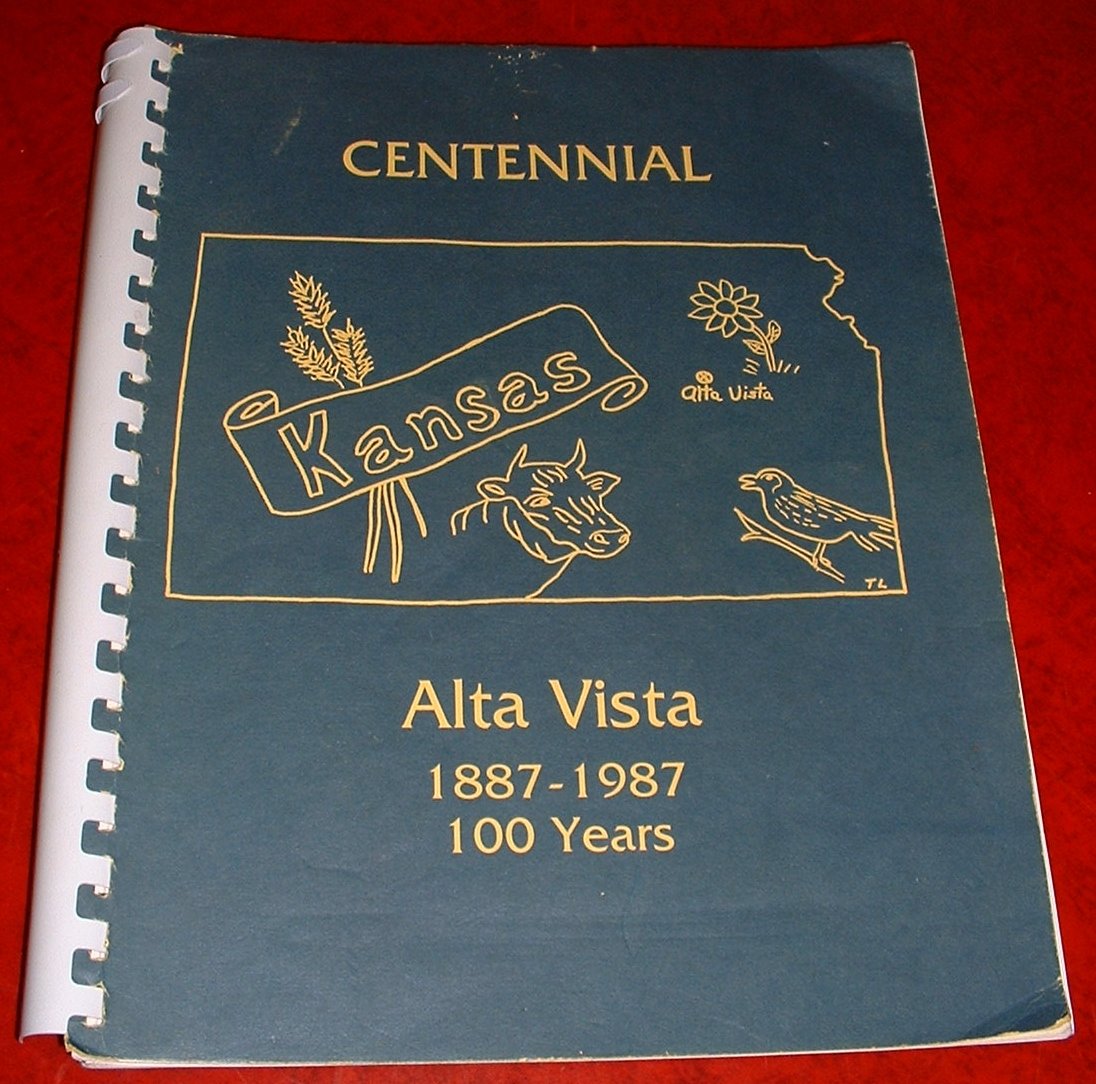 CENTENNIAL
Kansas
Alta Vista
TL
Alta Vista
1887-1987
100 Years